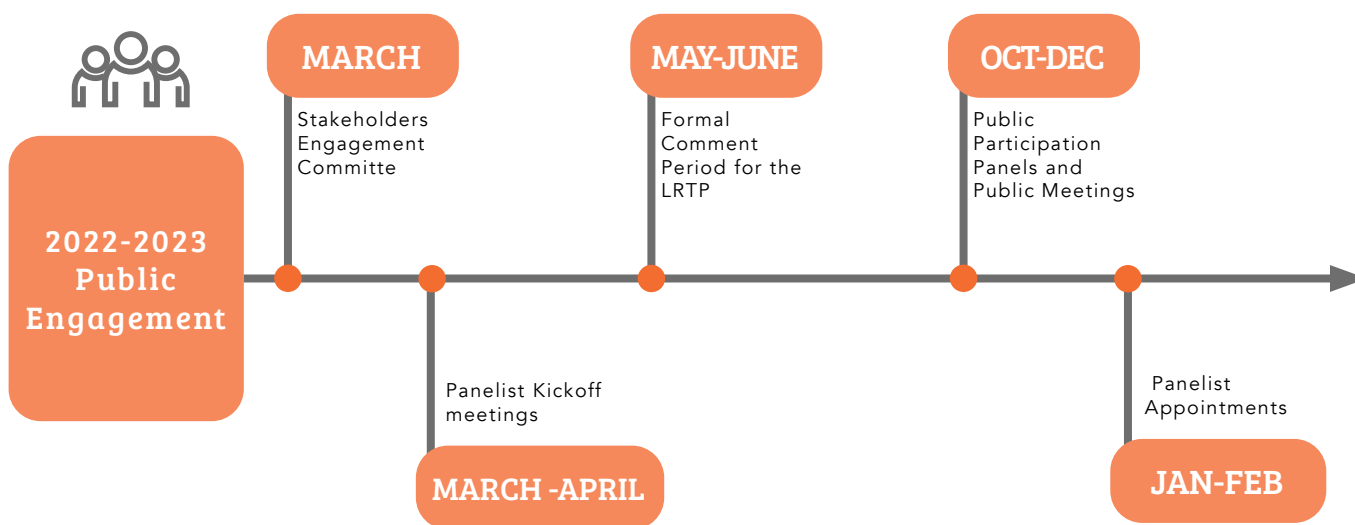 2022-2023
Public
Engagement
MARCH
Stakeholders
Engagement
Committe
Panelist Kickoff
meetings
MARCH -APRIL
MAY-JUNE
Formal
Comment
Period for the
LRTP
OCT-DEC
Public
Participation
Panels and
Public Meetings
Panelist
Appointments
JAN-FEB